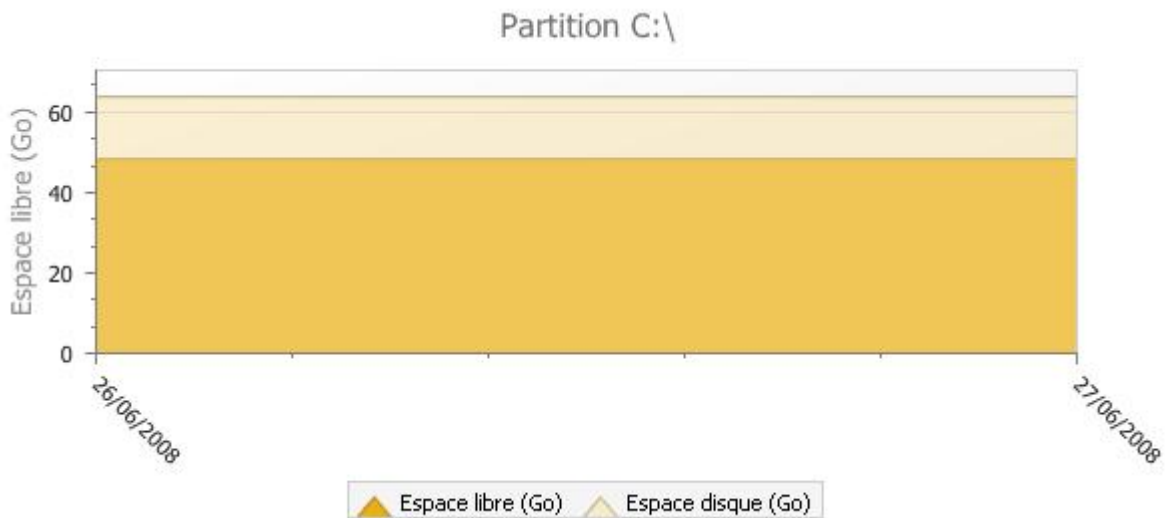 Partition C:\
Espace libre (Go)
60
40
20
0
26/06/2008
27/06/2008
Espace libre (Go) Espace disque (Go)